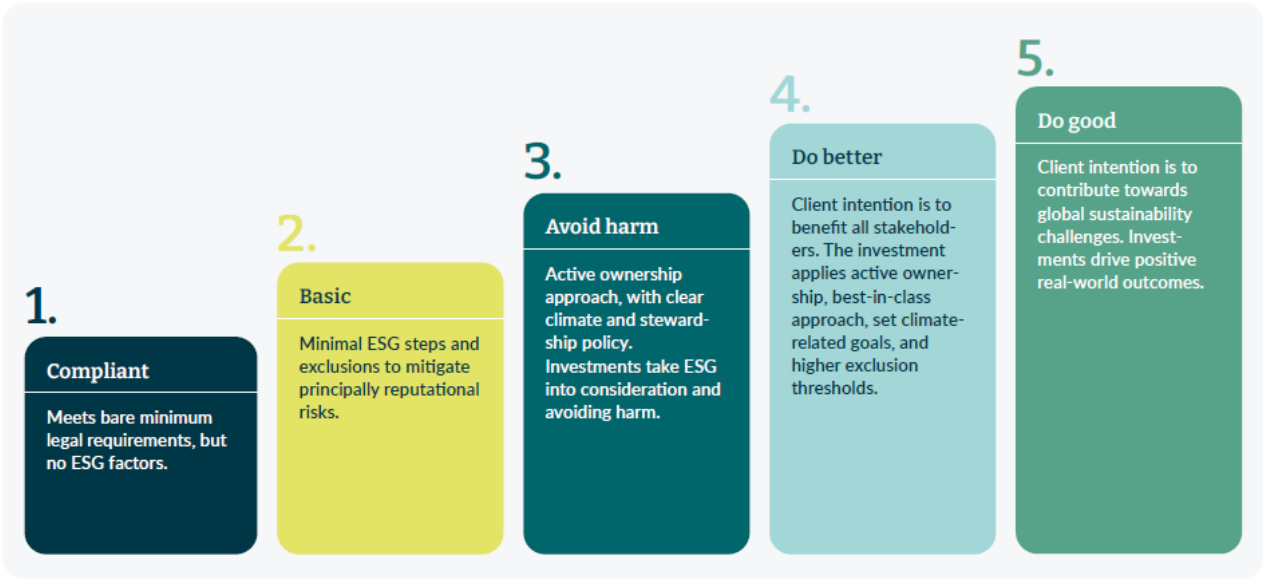 1.
Compliant
Meets bare minimum
legal requirements, but
no ESG factors.
2.
Basic
Minimal ESG steps and
exclusions to mitigate
principally reputational
risks.
3.
Avoid harm
Active ownership
approach, with clear
climate and steward-
ship policy.
Investments take ESG
into consideration and
avoiding harm.
4.
Do better
Client intention is to
benefit all stakehold-
ers. The investment
applies active owner-
ship, best-in-class
approach, set climate-
related goals, and
higher exclusion
thresholds.
5.
Do good
Client intention is to
contribute towards
global sustainability
challenges. Invest-
ments drive positive
real-world outcomes.